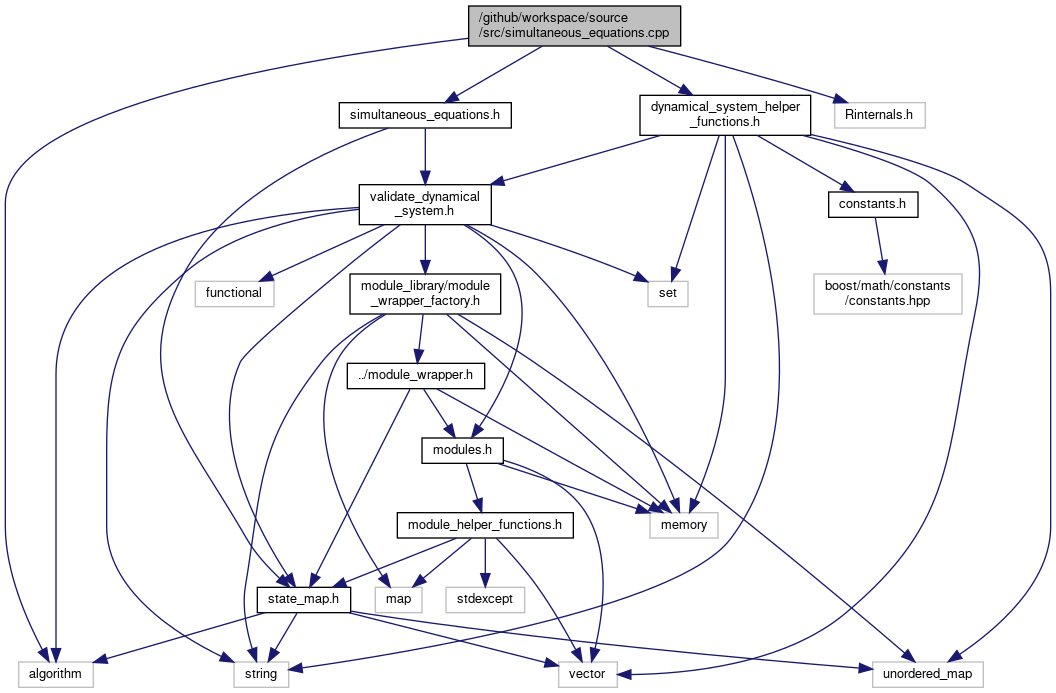 /github/workspace/source
/src/simultaneous_equations.cpp
simultaneous_equations.h
dynamical_system_helper
_functions.h
Rinternals.h
validate_dynamical
_system.h
constants.h
functional
module_library/module
_wrapper_factory.h
set
boost/math/constants
/constants.hpp
../module_wrapper.h
modules.h
module_helper_functions.h
memory
state_map.h
map
stdexcept
algorithm
string
vector
unordered_map